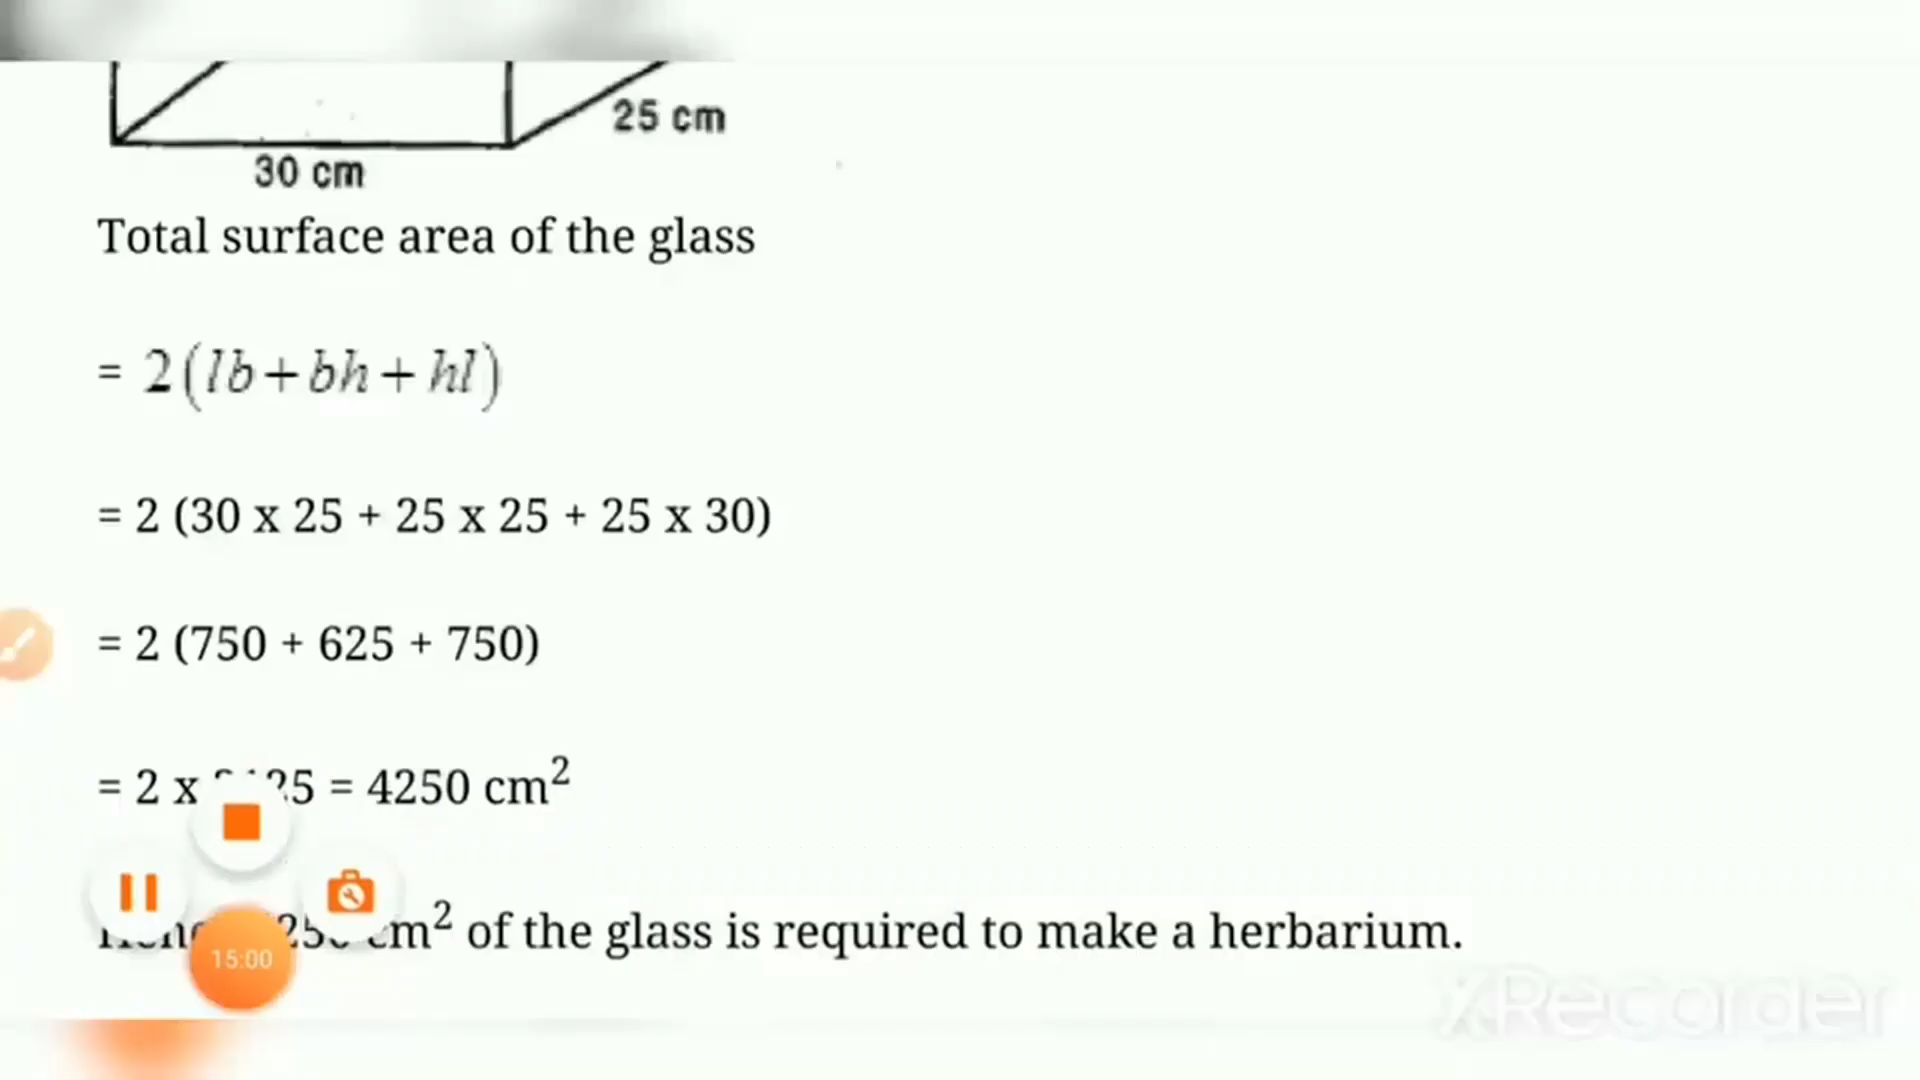 25 cm
30 cm
Total surface area of the glass
= 2(lb+bh+hl)
= 2 (30 x 25 + 25 x 25 + 25 x 30)
= 2 (750 + 625 + 750)
= 2 x 25 = 4250 cm²
cm² of the glass is required to make a herbarium.
15:00
XRecorder